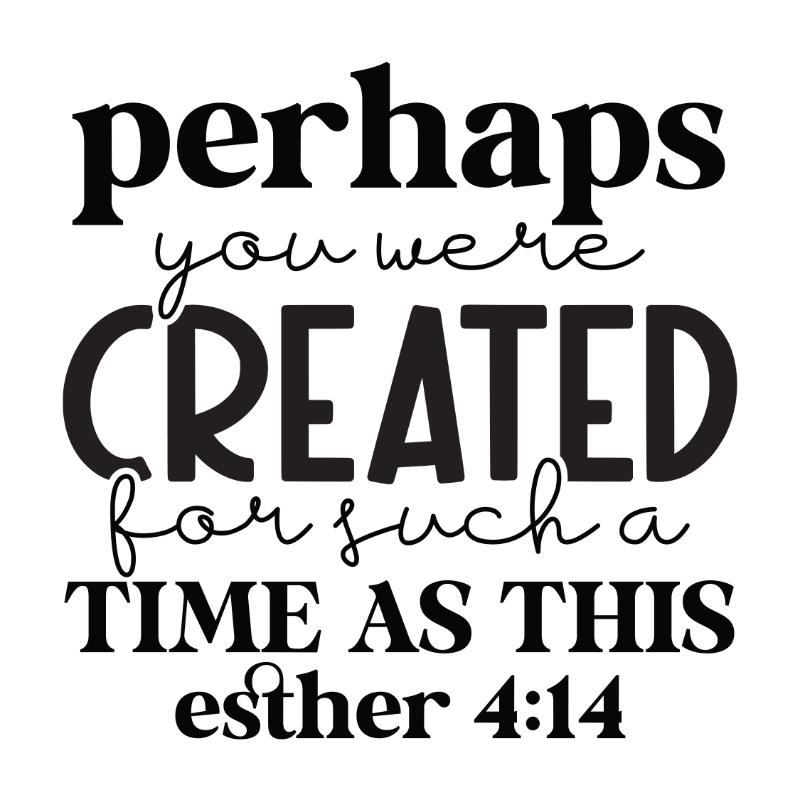 perhaps
you were
CREATED
for such a
TIME AS THIS
esther 4:14